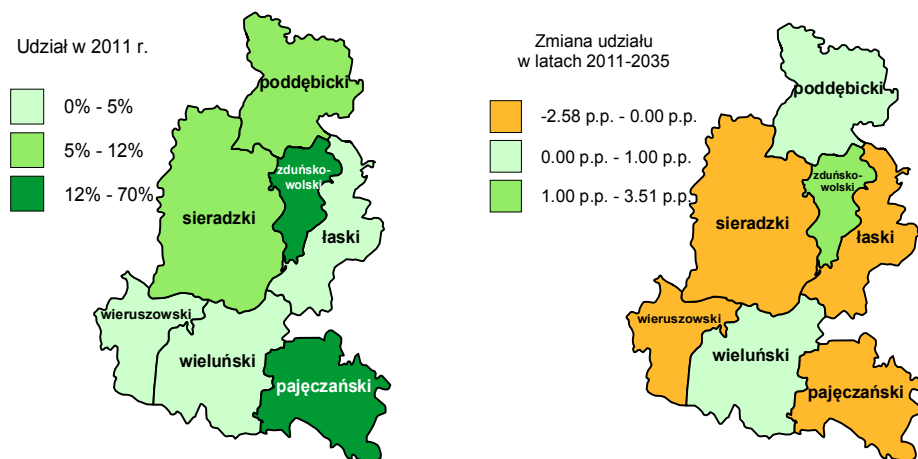 Udział w 2011 r.
0% - 5%
5% - 12%
12% - 70%
poddębicki
zduńsko-
wolski
sieradzki
łaski
wieruszowski
wieluński
pajęczański
Zmiana udziału
w latach 2011-2035
-2.58 p.p. - 0.00 p.p.
0.00 p.p. - 1.00 p.p.
1.00 p.p. - 3.51 p.p.
poddębicki
zduńsko-
wolski
sieradzki
łaski
wieruszowski
wieluński
pajęczański